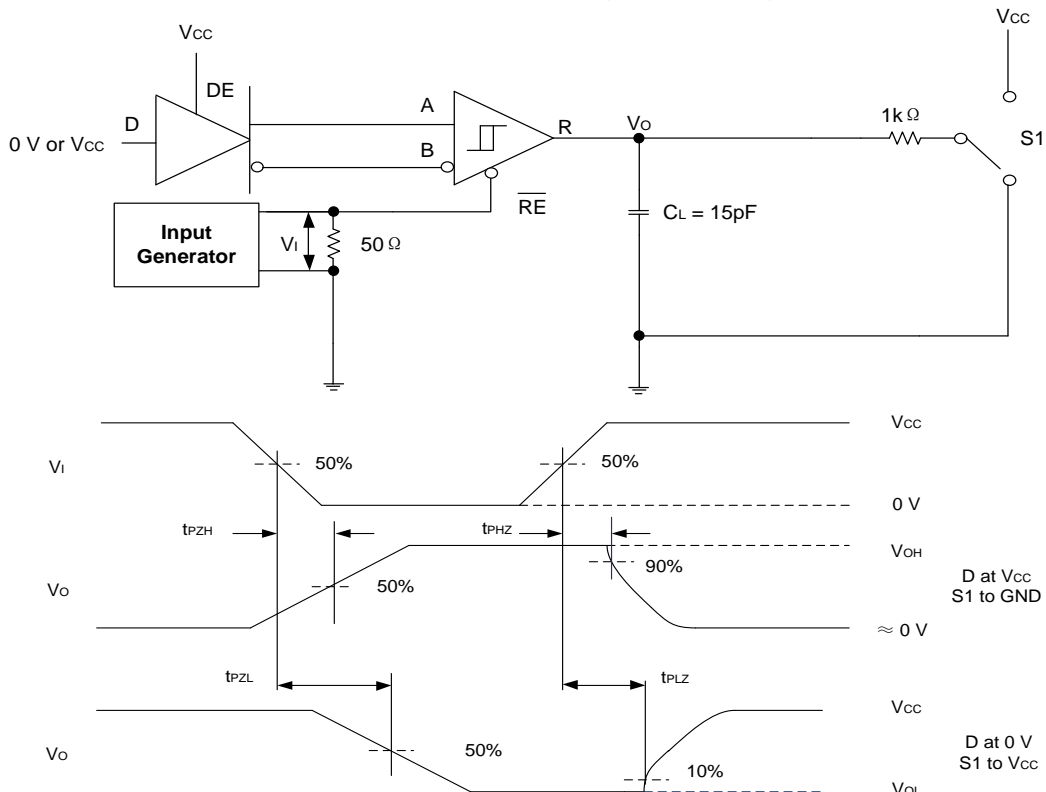 VCC
VCC
DE
D
A
1k Ω
0 V or VCC
R
VO
S1
B
RE
CL = 15pF
Input
Generator
VI
50 Ω
VCC
VI
50%
50%
0 V
tPZH
tPHZ
VOH
90%
D at VCC
S1 to GND
VO
50%
≈ 0 V
tPZL
tPLZ
VCC
VO
50%
D at 0 V
S1 to VCC
10%
VOL